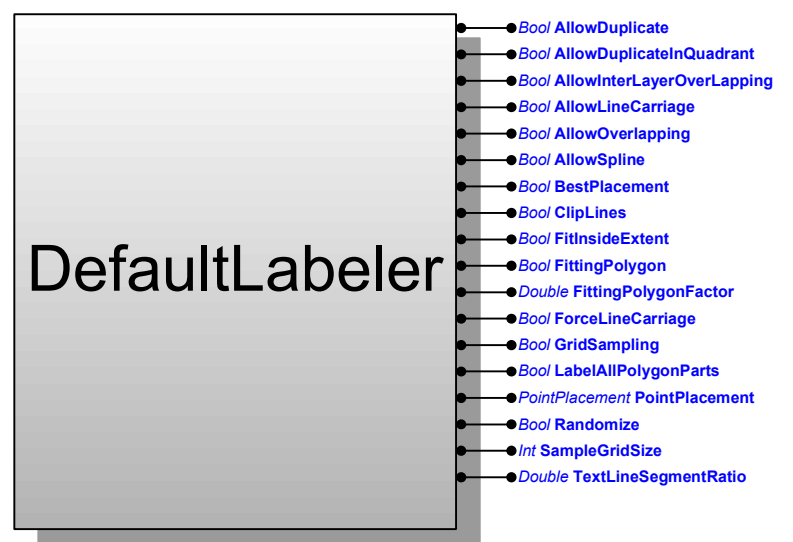 DefaultLabeler
Bool AllowDuplicate
Bool AllowDuplicateInQuadrant
Bool AllowInterLayerOverLapping
Bool AllowLineCarriage
Bool AllowOverlapping
Bool AllowSpline
Bool BestPlacement
Bool ClipLines
Bool FitInsideExtent
Bool FittingPolygon
Double FittingPolygonFactor
Bool ForceLineCarriage
Bool GridSampling
Bool LabelAllPolygonParts
PointPlacement PointPlacement
Bool Randomize
Int SampleGridSize
Double TextLineSegmentRatio